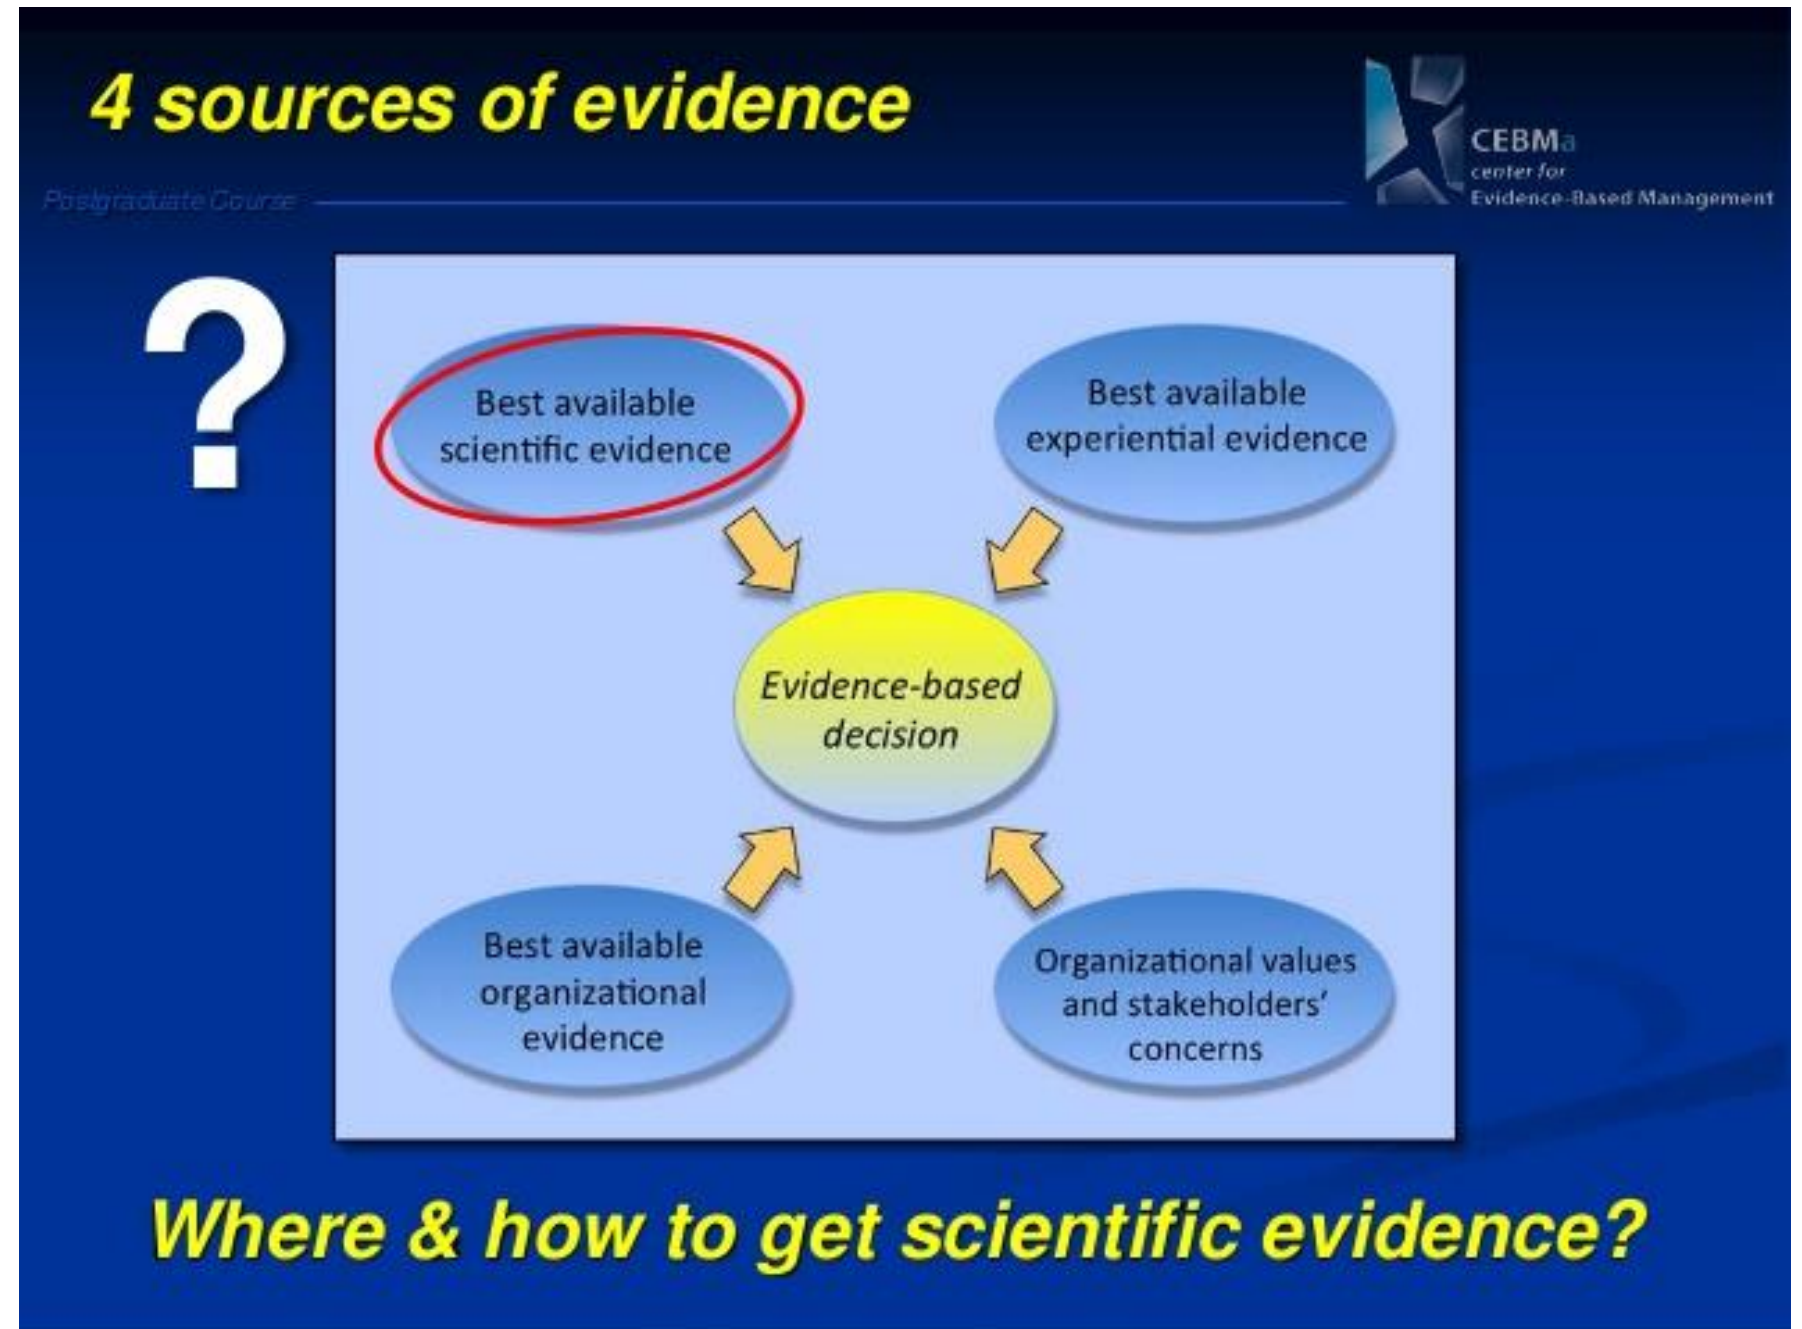 4 sources of evidence
CEBMa
center for
Evidence-Based Management
Postgraduate Course
?
Best available
scientific evidence
Best available
experiential evidence
Evidence-based
decision
Best available
organizational
evidence
Organizational values
and stakeholders’
concerns
Where & how to get scientific evidence?